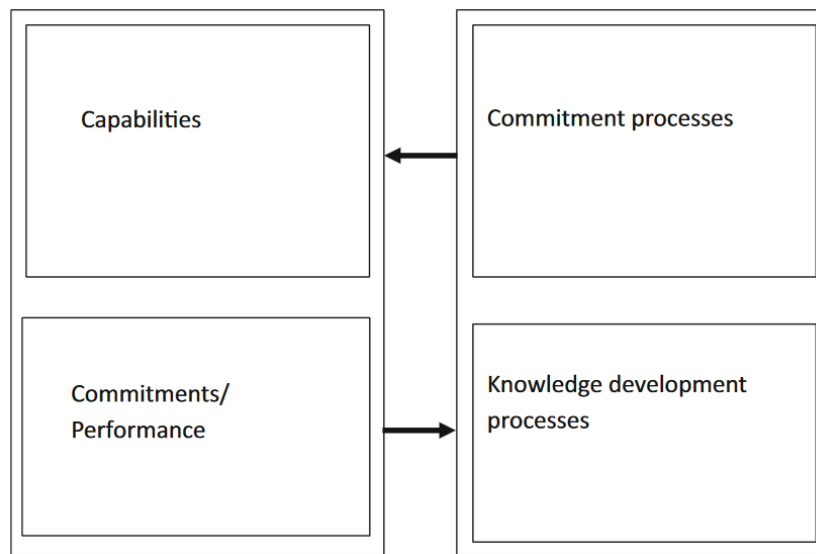 Capabilities
Commitment processes
Commitments/
Performance
Knowledge development
processes